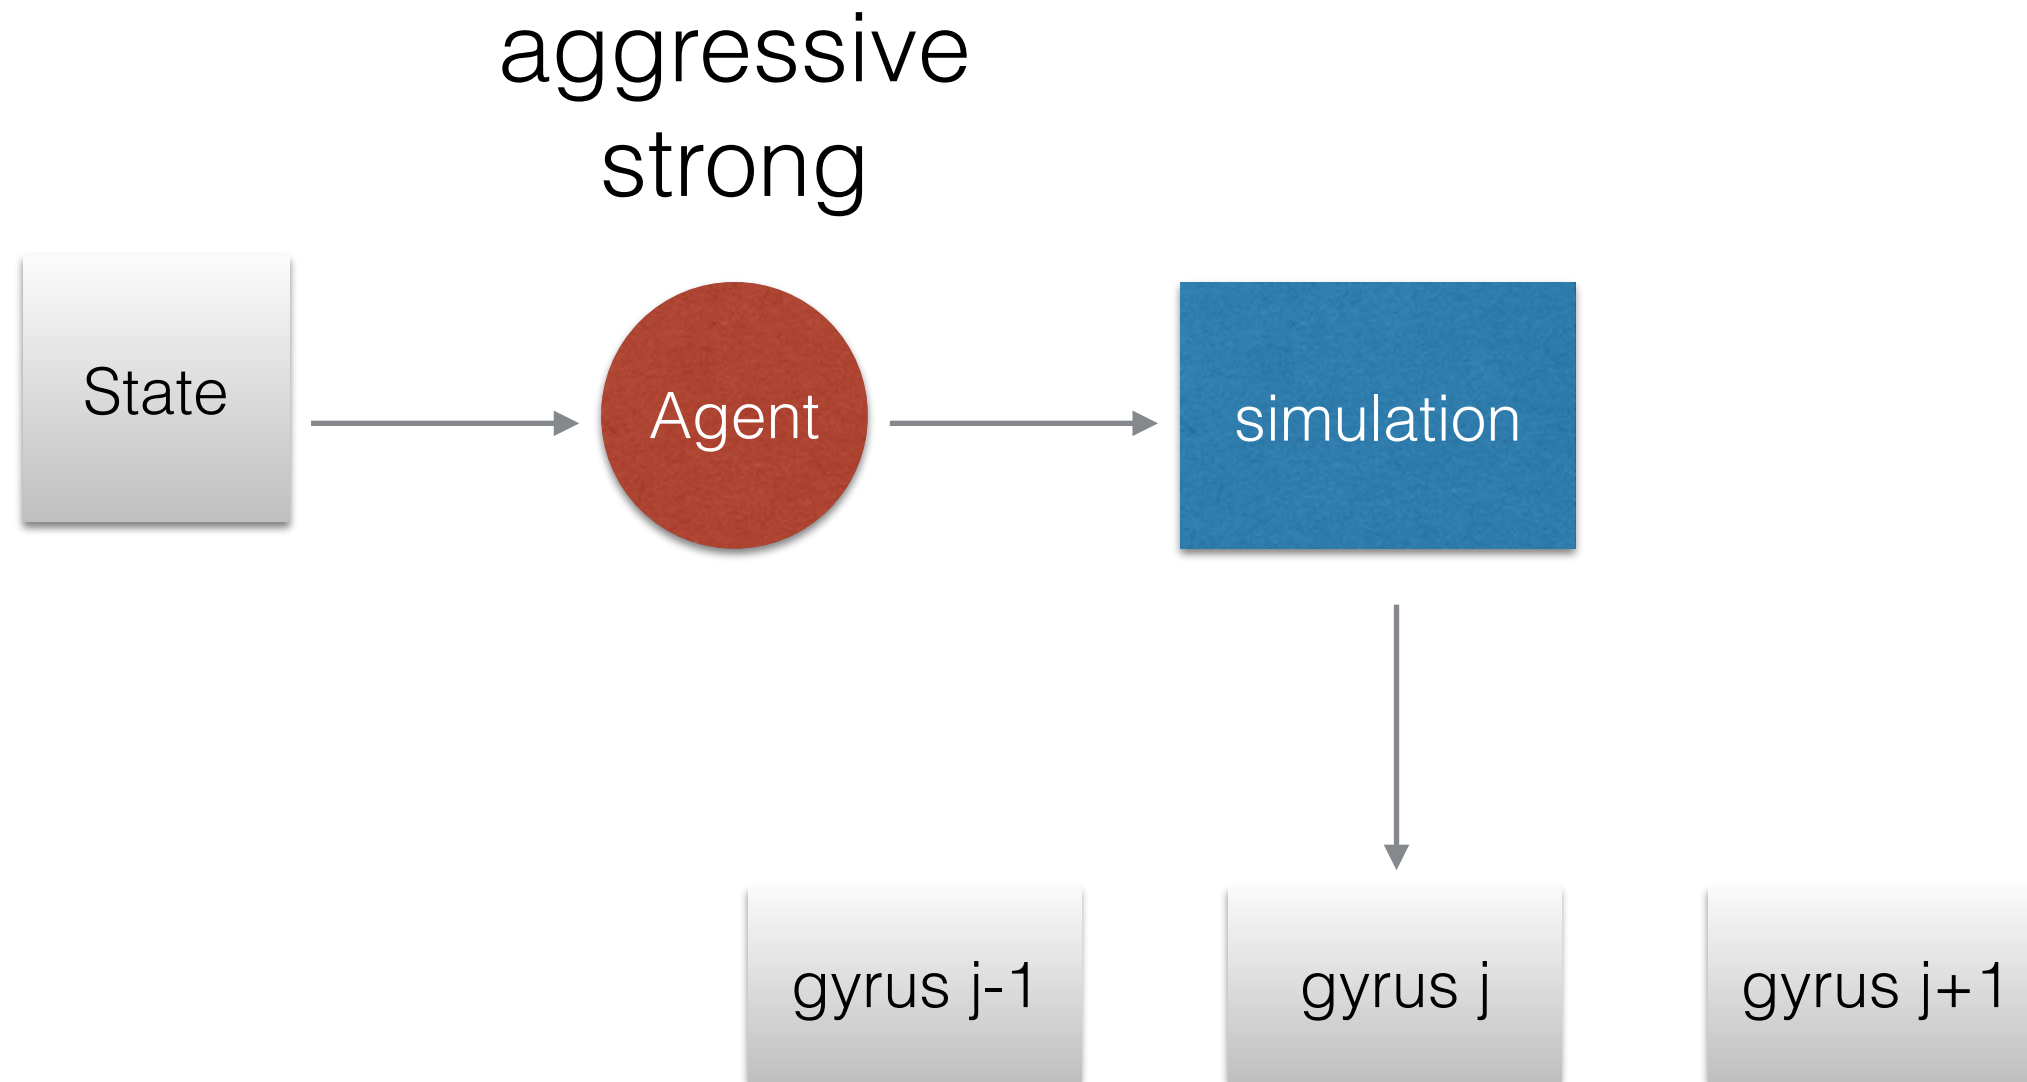 aggressive
strong
State
Agent
simulation
gyrus j-1
gyrus j
gyrus j+1